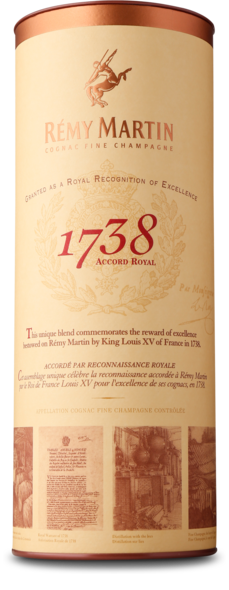 RÉMY MARTIN
COGNAC FINE CHAMPAGNE
GRANTED AS A ROYAL RECOGNITION OF EXCELLENCE
1738
ACCORD ROYAL
This unique blend commemorates the reward of excellence
bestowed on Rémy Martin by King Louis XV of France in 1738.
ACCORDÉ PAR RECONNAISSANCE ROYALE
Ce assemblage unique célèbre la reconnaissance accordée à Rémy Martin
par le Roi de France Louis XV pour l'excellence de ses cognacs, en 1738
APPELLATION COGNAC FINE CHAMPAGNE CONTRÔLÉE